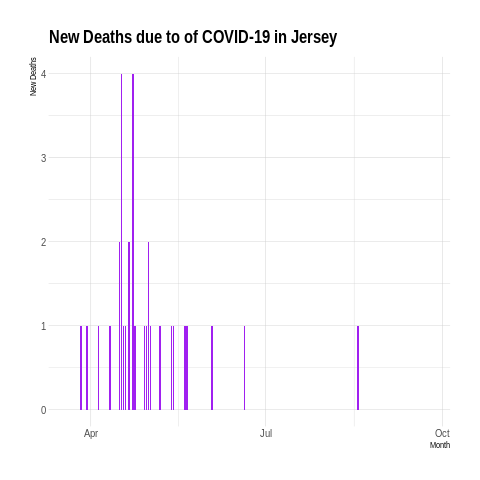 New Deaths due to of COVID-19 in Jersey
New Deaths
4
3
2
1
0
Apr
Jul
Oct
Month